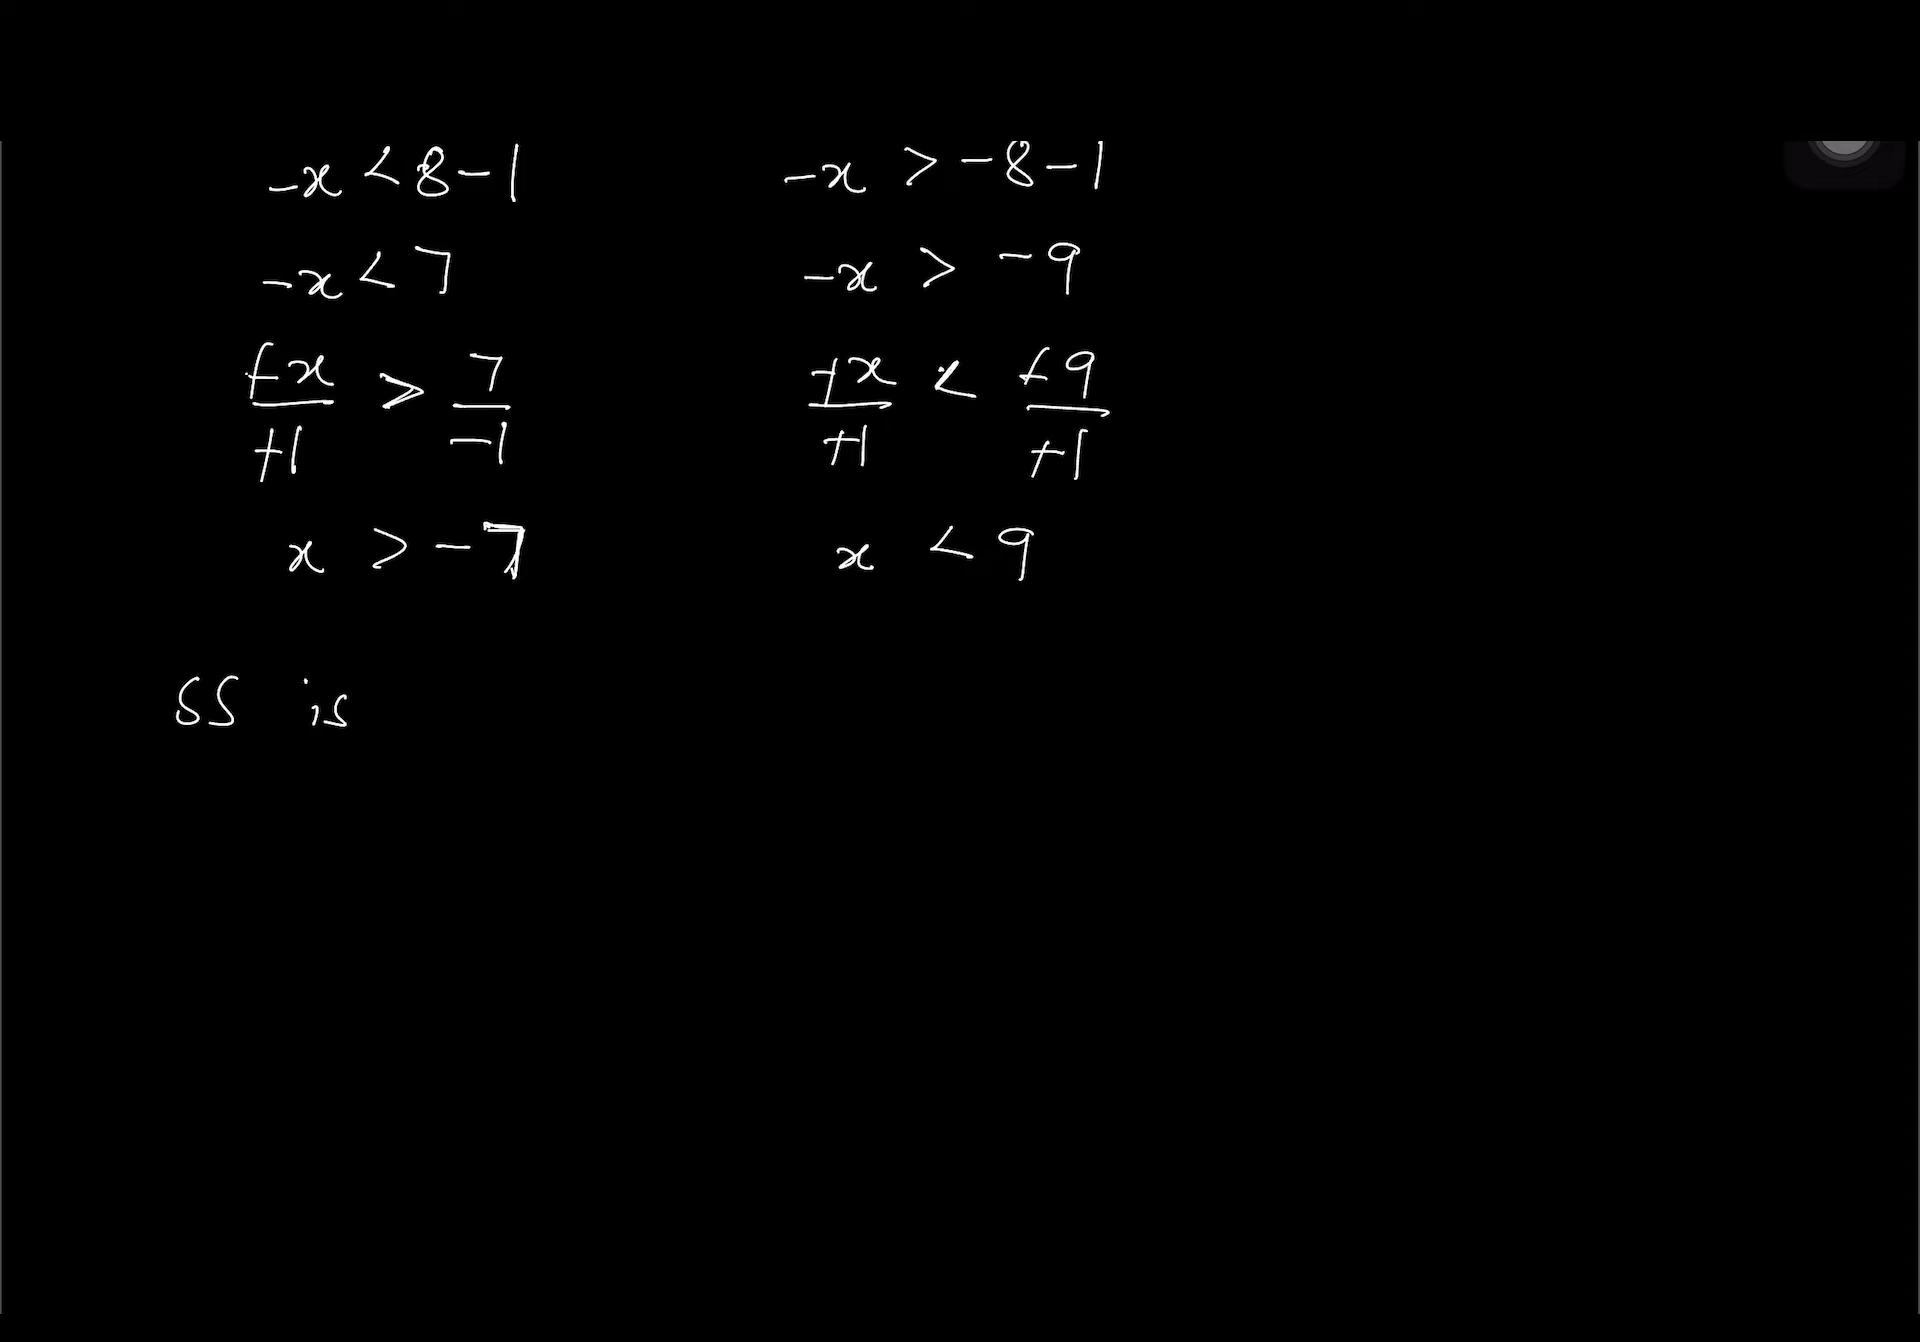 -x < 8 - 1
-x < 7
+x/+1 > 7/-1
x > -7
-x > -8 - 1
-x > -9
+x/+1 < +9/+1
x < 9
SS is